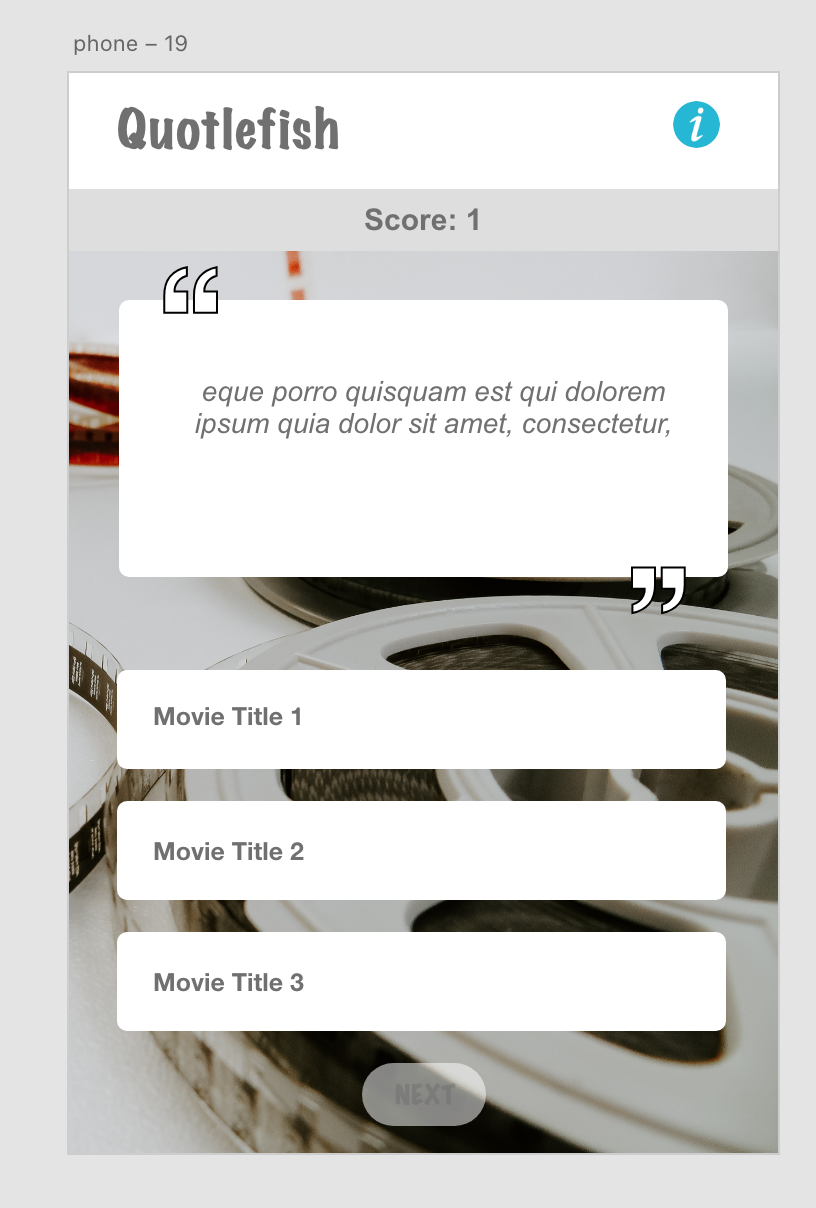 phone – 19
Quotlefish
i
Score: 1
“
eque porro quisquam est qui dolorem
ipsum quia dolor sit amet, consectetur,
”
Movie Title 1
Movie Title 2
Movie Title 3
NEXT